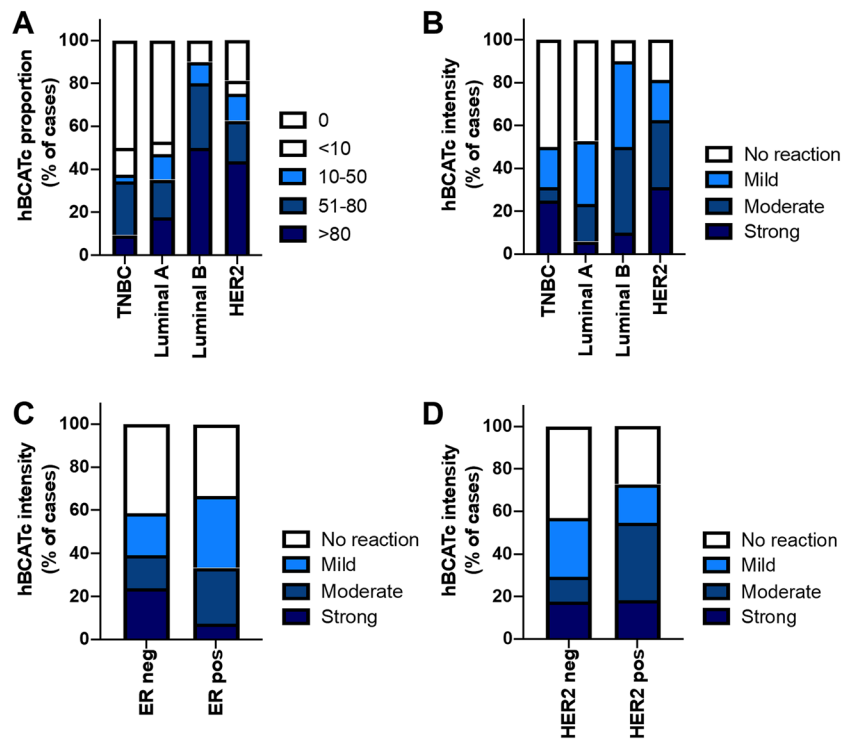 A
hBCATc proportion
(% of cases)
100
80
60
40
20
0
TNBC
Luminal A
Luminal B
HER2
0
<10
10-50
51-80
>80
B
hBCATc intensity
(% of cases)
100
80
60
40
20
0
TNBC
Luminal A
Luminal B
HER2
No reaction
Mild
Moderate
Strong
C
hBCATc intensity
(% of cases)
100
80
60
40
20
0
ER neg
ER pos
No reaction
Mild
Moderate
Strong
D
hBCATc intensity
(% of cases)
100
80
60
40
20
0
HER2 neg
HER2 pos
No reaction
Mild
Moderate
Strong